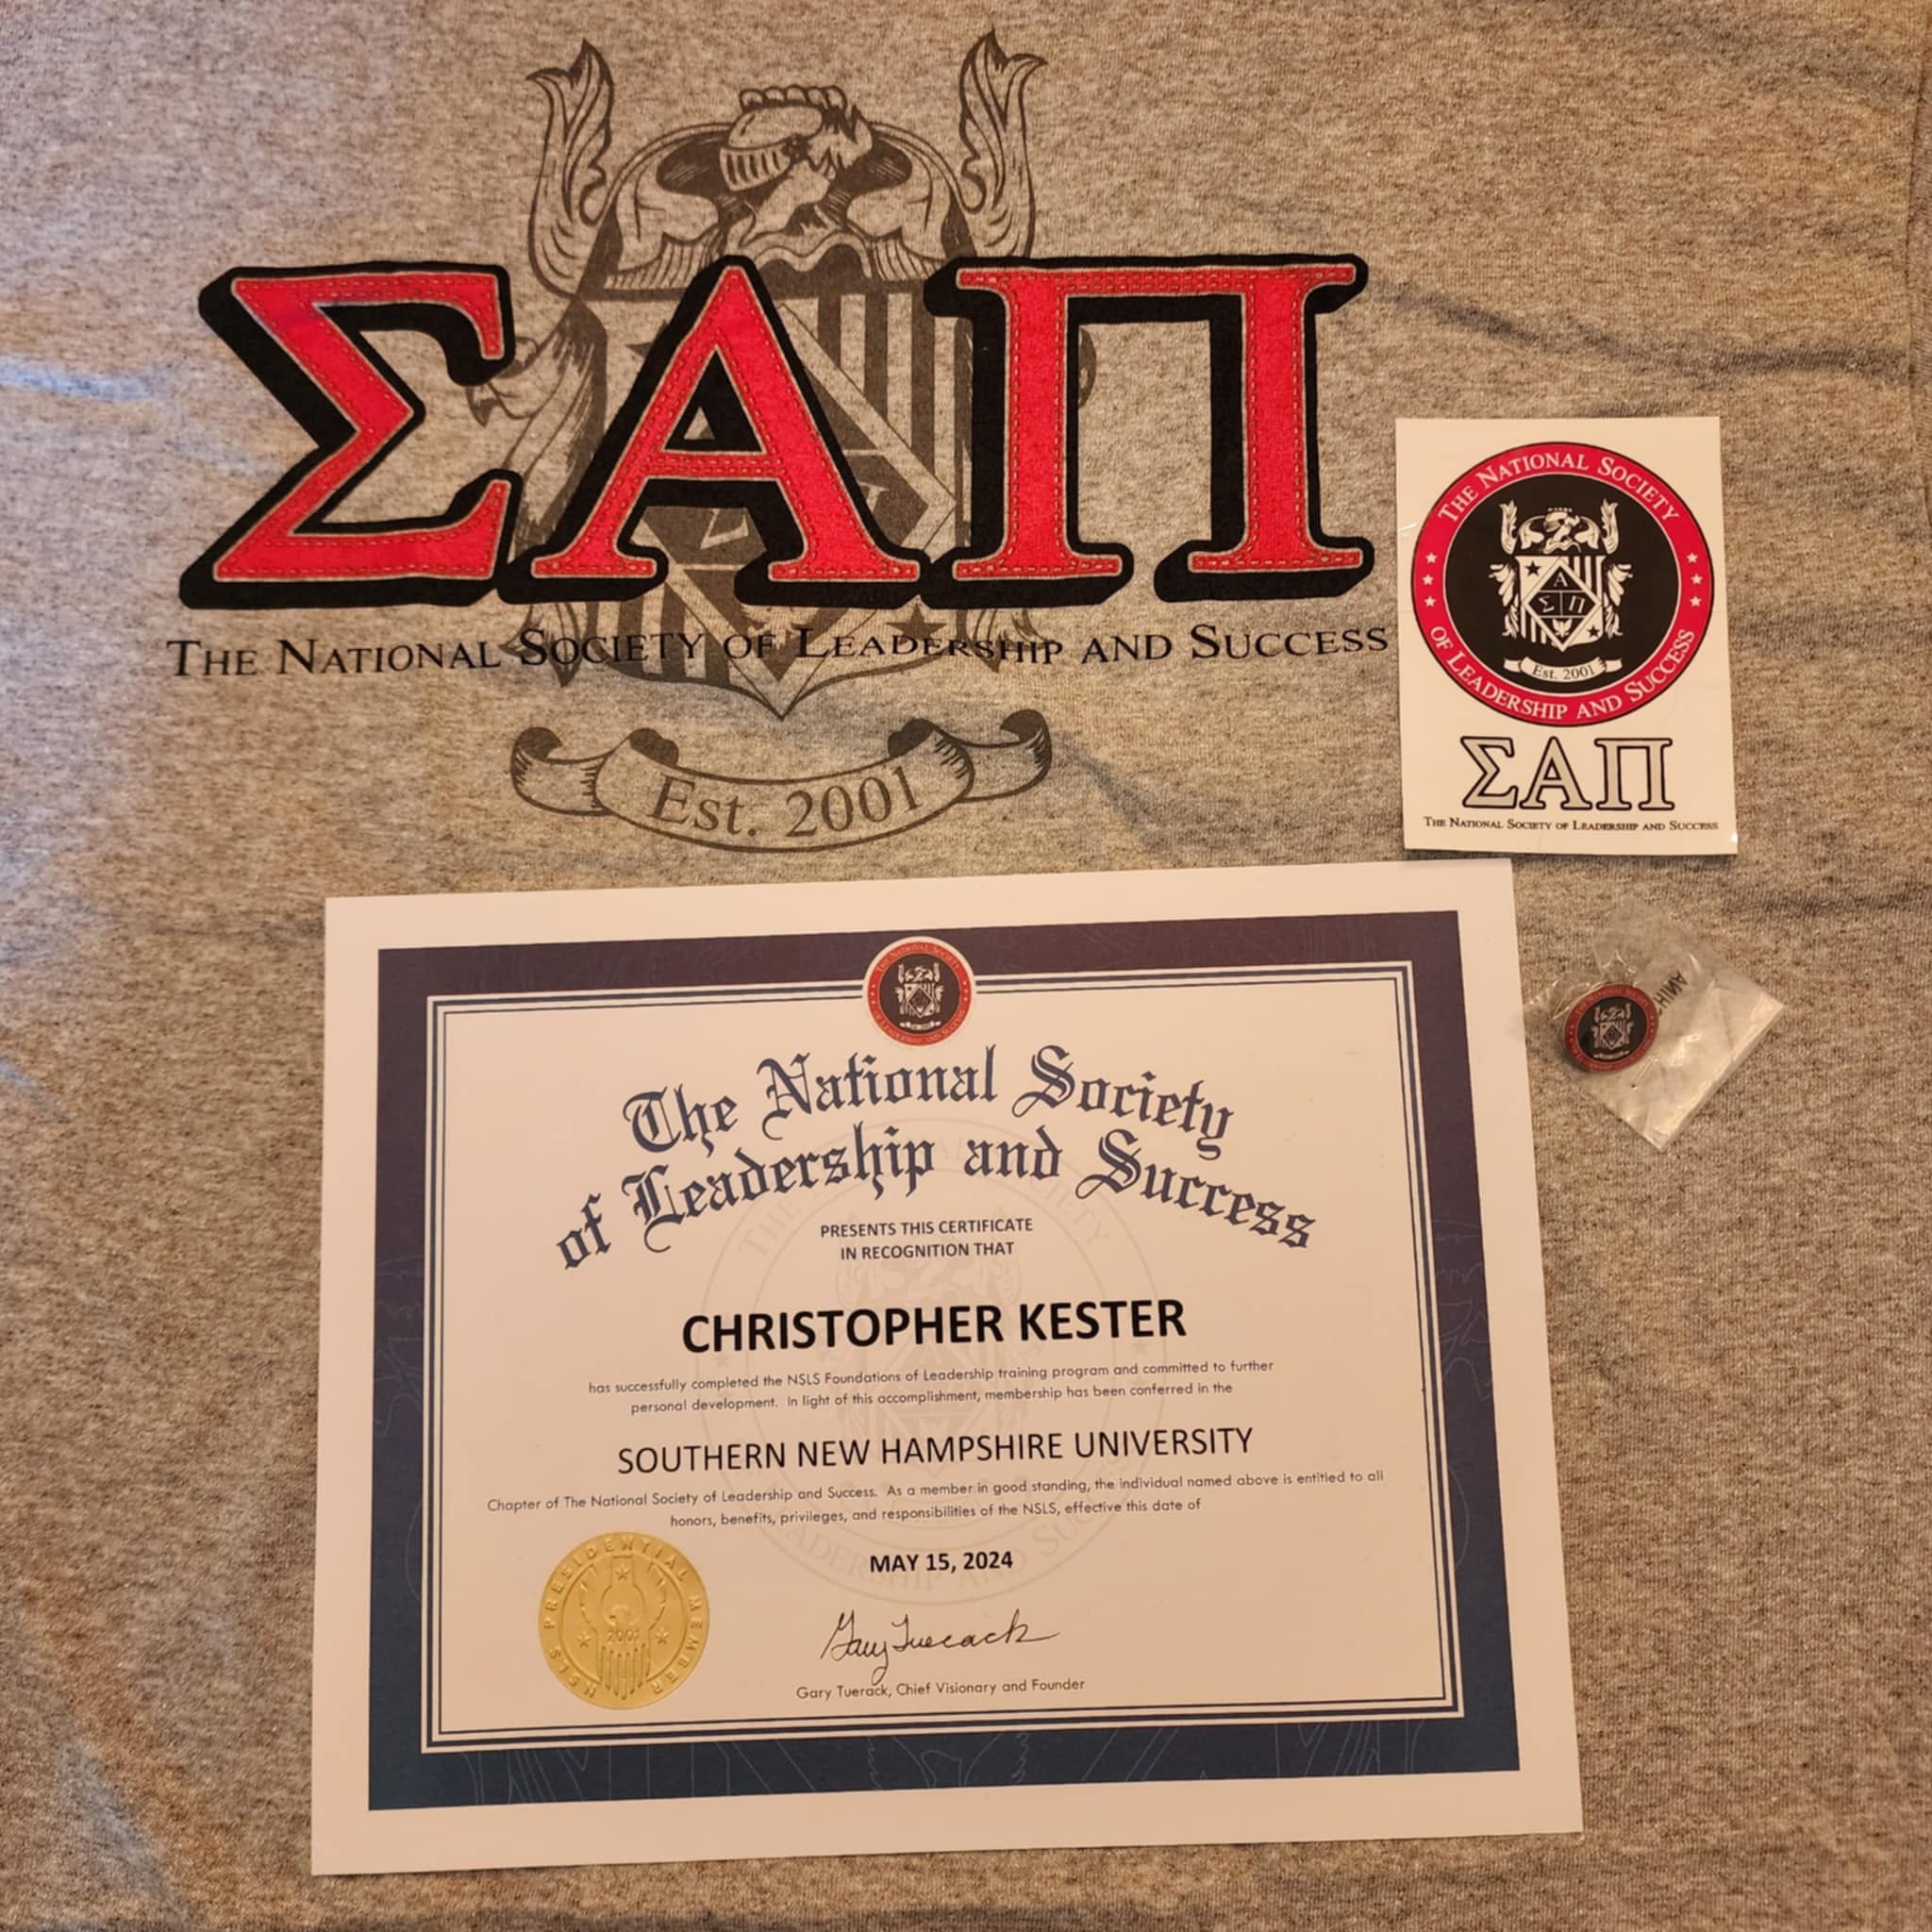 ΣΑΠ
THE NATIONAL SOCIETY OF LEADERSHIP AND SUCCESS
Est. 2001
THE NATIONAL SOCIETY
OF LEADERSHIP AND SUCCESS
Α
Σ Π
Est. 2001
ΣΑΠ
THE NATIONAL SOCIETY OF LEADERSHIP AND SUCCESS
The National Society
of Leadership and Success
PRESENTS THIS CERTIFICATE
IN RECOGNITION THAT
CHRISTOPHER KESTER
has successfully completed the NSLS Foundations of Leadership training program and committed to further
personal development. In light of this accomplishment, membership has been conferred in the
SOUTHERN NEW HAMPSHIRE UNIVERSITY
Chapter of The National Society of Leadership and Success. As a member in good standing, the individual named above is entitled to all
honors, benefits, privileges, and responsibilities of the NSLS, effective this date of
MAY 15, 2024
Gary Tuerack
Gary Tuerack, Chief Visionary and Founder
NSLS PRESIDENTIAL MEMBER
2001